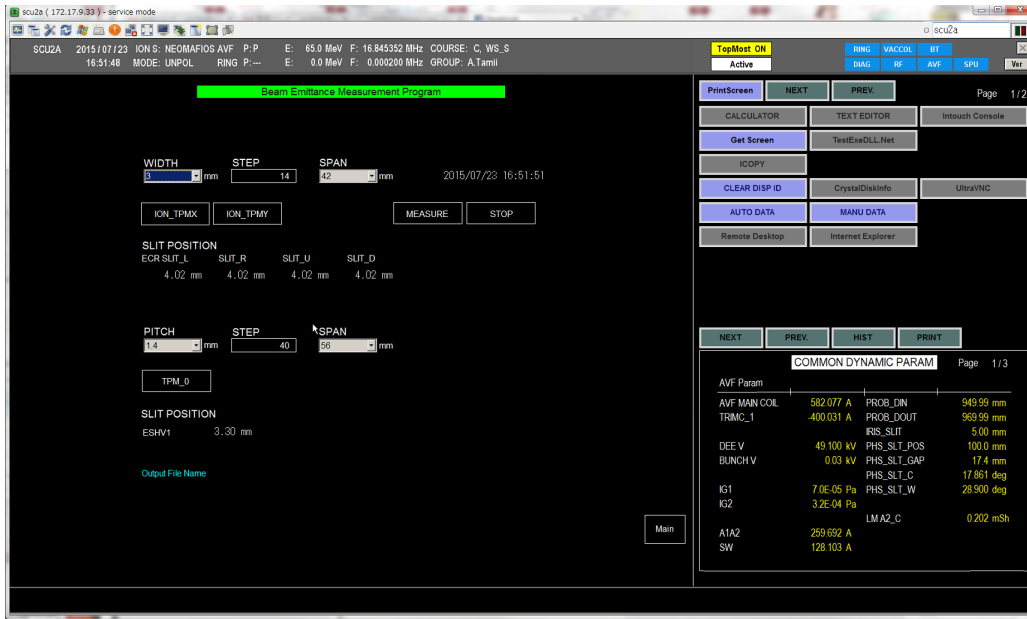 scu2a ( 172.17.9.33 ) - service mode
scu2a
SCU2A 2015/07/23 ION S: NEOMAFIOS AVF P:P E: 65.0 MeV F: 16.845352 MHz COURSE: C, WS_S
16:51:48 MODE: UNPOL RING P:--- E: 0.0 MeV F: 0.000200 MHz GROUP: A.Tamii
TopMost ON
Active
RING VACCOL BT
DIAG RF AVF SPU Ver
Beam Emittance Measurement Program
WIDTH STEP SPAN
3 mm 14 42 mm 2015/07/23 16:51:51
ION_TPMX ION_TPMY MEASURE STOP
SLIT POSITION
ECR SLIT_L SLIT_R SLIT_U SLIT_D
4.02 mm 4.02 mm 4.02 mm 4.02 mm
PITCH STEP SPAN
1.4 mm 40 56 mm
TPM_0
SLIT POSITION
ESHV1 3.30 mm
Output File Name
Main
PrintScreen NEXT PREV. Page 1/2
CALCULATOR TEXT EDITOR Intouch Console
Get Screen TestExeDLL.Net
ICOPY
CLEAR DISP ID CrystalDiskInfo UltraVNC
AUTO DATA MANU DATA
Remote Desktop Internet Explorer
NEXT PREV. HIST PRINT
COMMON DYNAMIC PARAM Page 1/3
AVF Param
AVF MAIN COIL 582.077 A PROB_DIN 949.99 mm
TRIMC_1 -400.031 A PROB_DOUT 969.99 mm
IRIS_SLIT 5.00 mm
DEE V 49.100 kV PHS_SLT_POS 100.0 mm
BUNCH V 0.03 kV PHS_SLT_GAP 17.4 mm
PHS_SLT_C 17.861 deg
IG1 7.0E-05 Pa PHS_SLT_W 28.900 deg
IG2 3.2E-04 Pa
LM A2_C 0.202 mSh
A1A2 259.692 A
SW 128.103 A